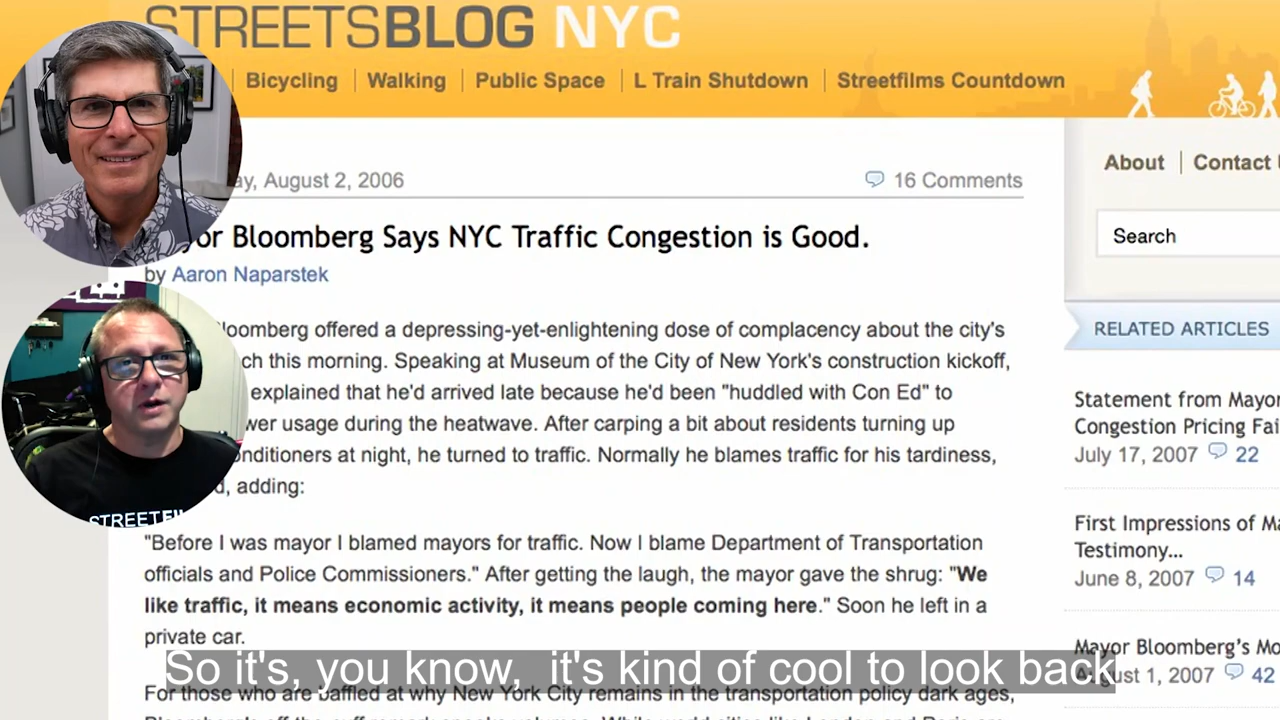 STREETSBLOG NYC
Bicycling | Walking | Public Space | L Train Shutdown | Streetfilms Countdown
About | Contact
August 2, 2006
16 Comments
Bloomberg Says NYC Traffic Congestion is Good.
by Aaron Naparstek
Search
loomberg offered a depressing-yet-enlightening dose of complacency about the city's
this morning. Speaking at Museum of the City of New York's construction kickoff,
explained that he'd arrived late because he'd been "huddled with Con Ed" to
usage during the heatwave. After carping a bit about residents turning up
onditioners at night, he turned to traffic. Normally he blames traffic for his tardiness,
adding:
"Before I was mayor I blamed mayors for traffic. Now I blame Department of Transportation
officials and Police Commissioners." After getting the laugh, the mayor gave the shrug: "We
like traffic, it means economic activity, it means people coming here." Soon he left in a
private car.
For those who are baffled at why New York City remains in the transportation policy dark ages,
RELATED ARTICLES
Statement from Mayor
Congestion Pricing Fai
July 17, 2007 22
First Impressions of Ma
Testimony...
June 8, 2007 14
Mayor Bloomberg's Mo
August 1, 2007 42
STREETFIL
So it's, you know, it's kind of cool to look back